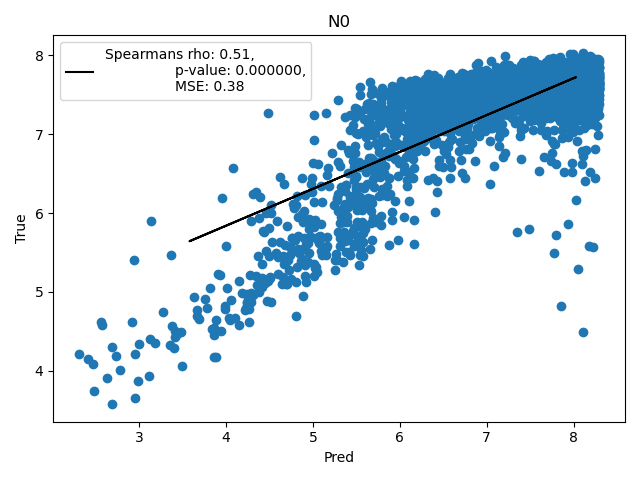 N0
Spearmans rho: 0.51,
p-value: 0.000000,
MSE: 0.38
8
7
6
5
4
True
3 4 5 6 7 8
Pred